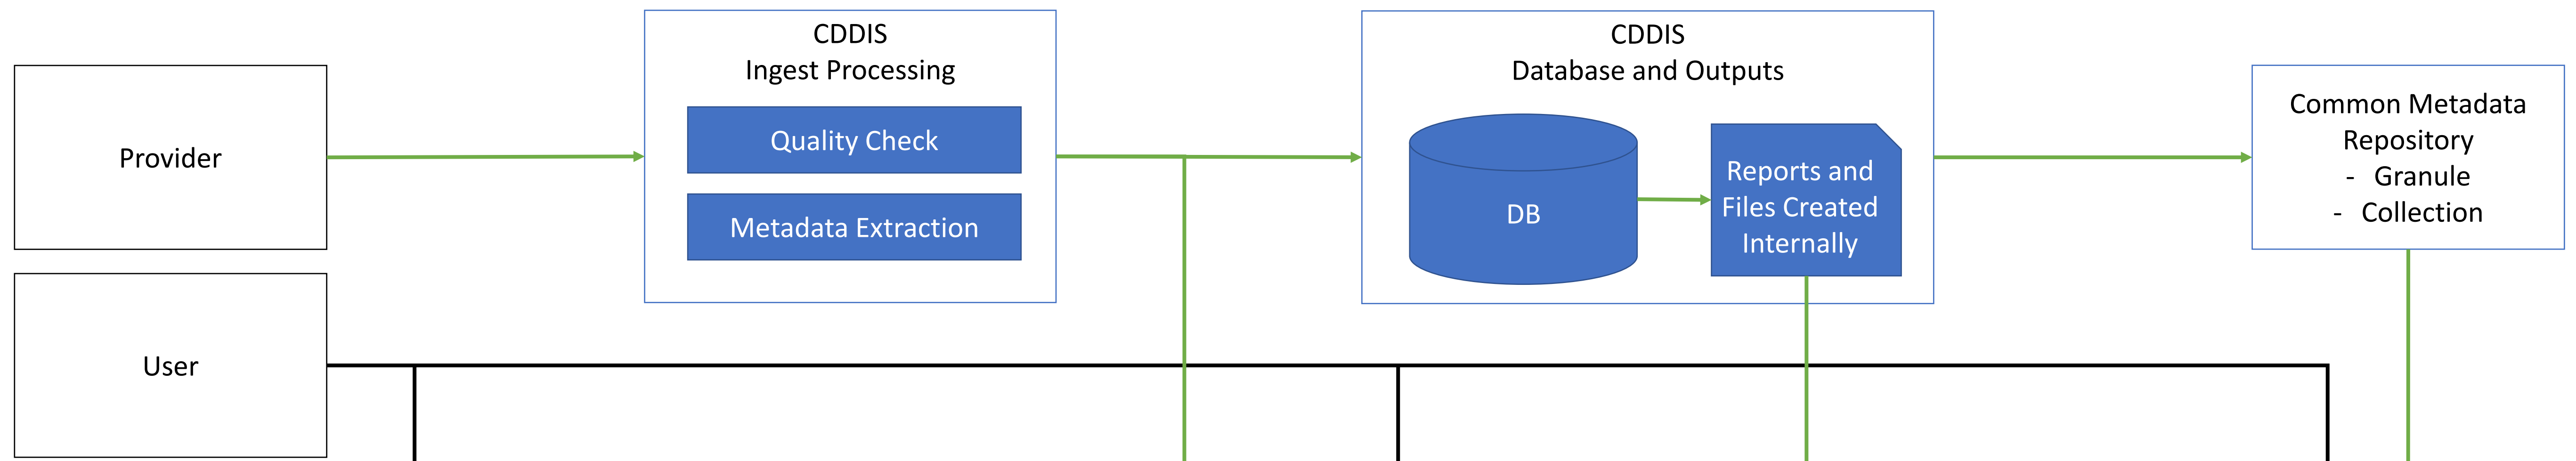 Provider
CDDIS
Ingest Processing
Quality Check
Metadata Extraction
CDDIS
Database and Outputs
DB
Reports and
Files Created
Internally
Common Metadata
Repository
- Granule
- Collection
User